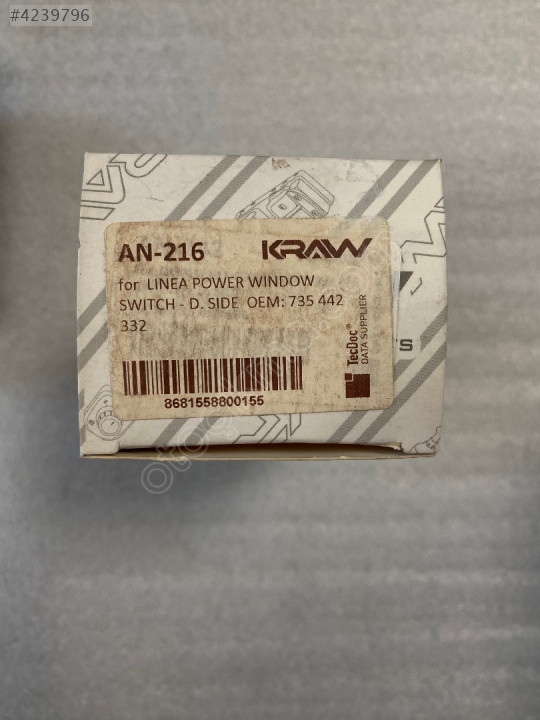 #4239796
AN-216 KRAW
for LINEA POWER WINDOW
SWITCH - D. SIDE OEM: 735 442
332
TecDoc®
DATA SUPPLIER
8681558800155